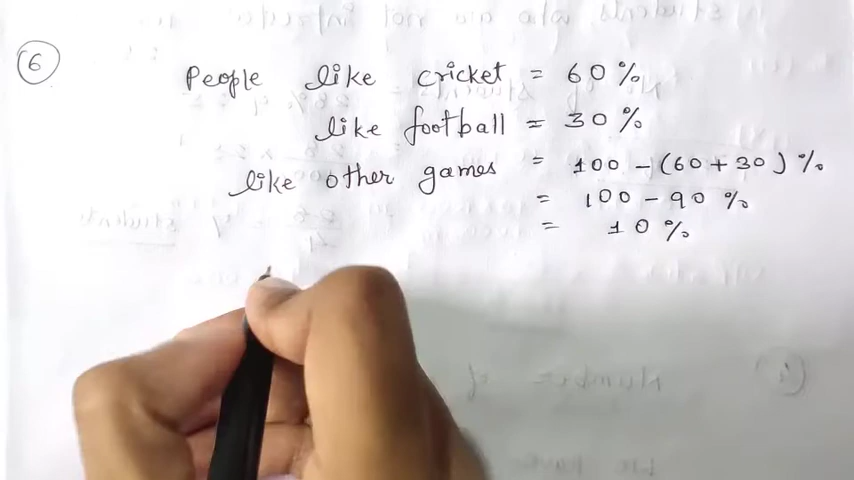 6
People like cricket = 60%
like football = 30%
like other games = 100 - (60 + 30) %
= 100 - 90 %
= 10 %